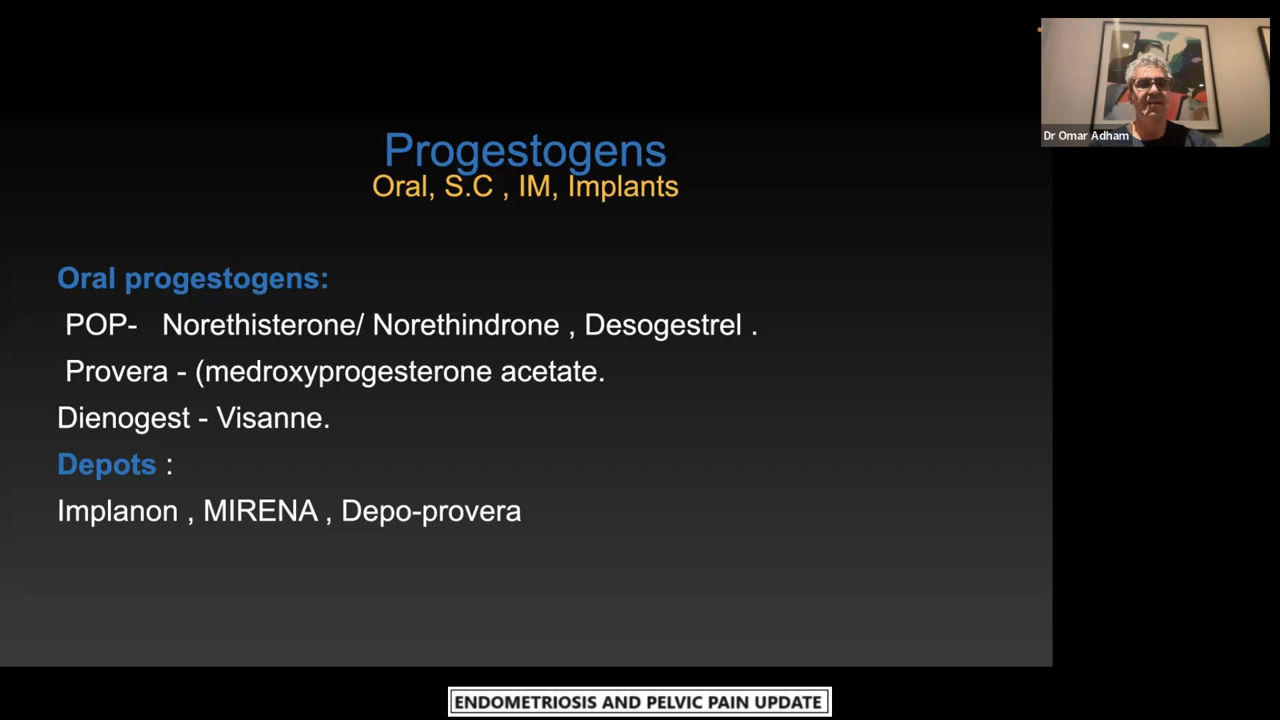 Progestogens
Oral, S.C , IM, Implants
Oral progestogens:
POP- Norethisterone/ Norethindrone , Desogestrel .
Provera - (medroxyprogesterone acetate.
Dienogest - Visanne.
Depots :
Implanon , MIRENA , Depo-provera
Dr Omar Adham
ENDOMETRIOSIS AND PELVIC PAIN UPDATE